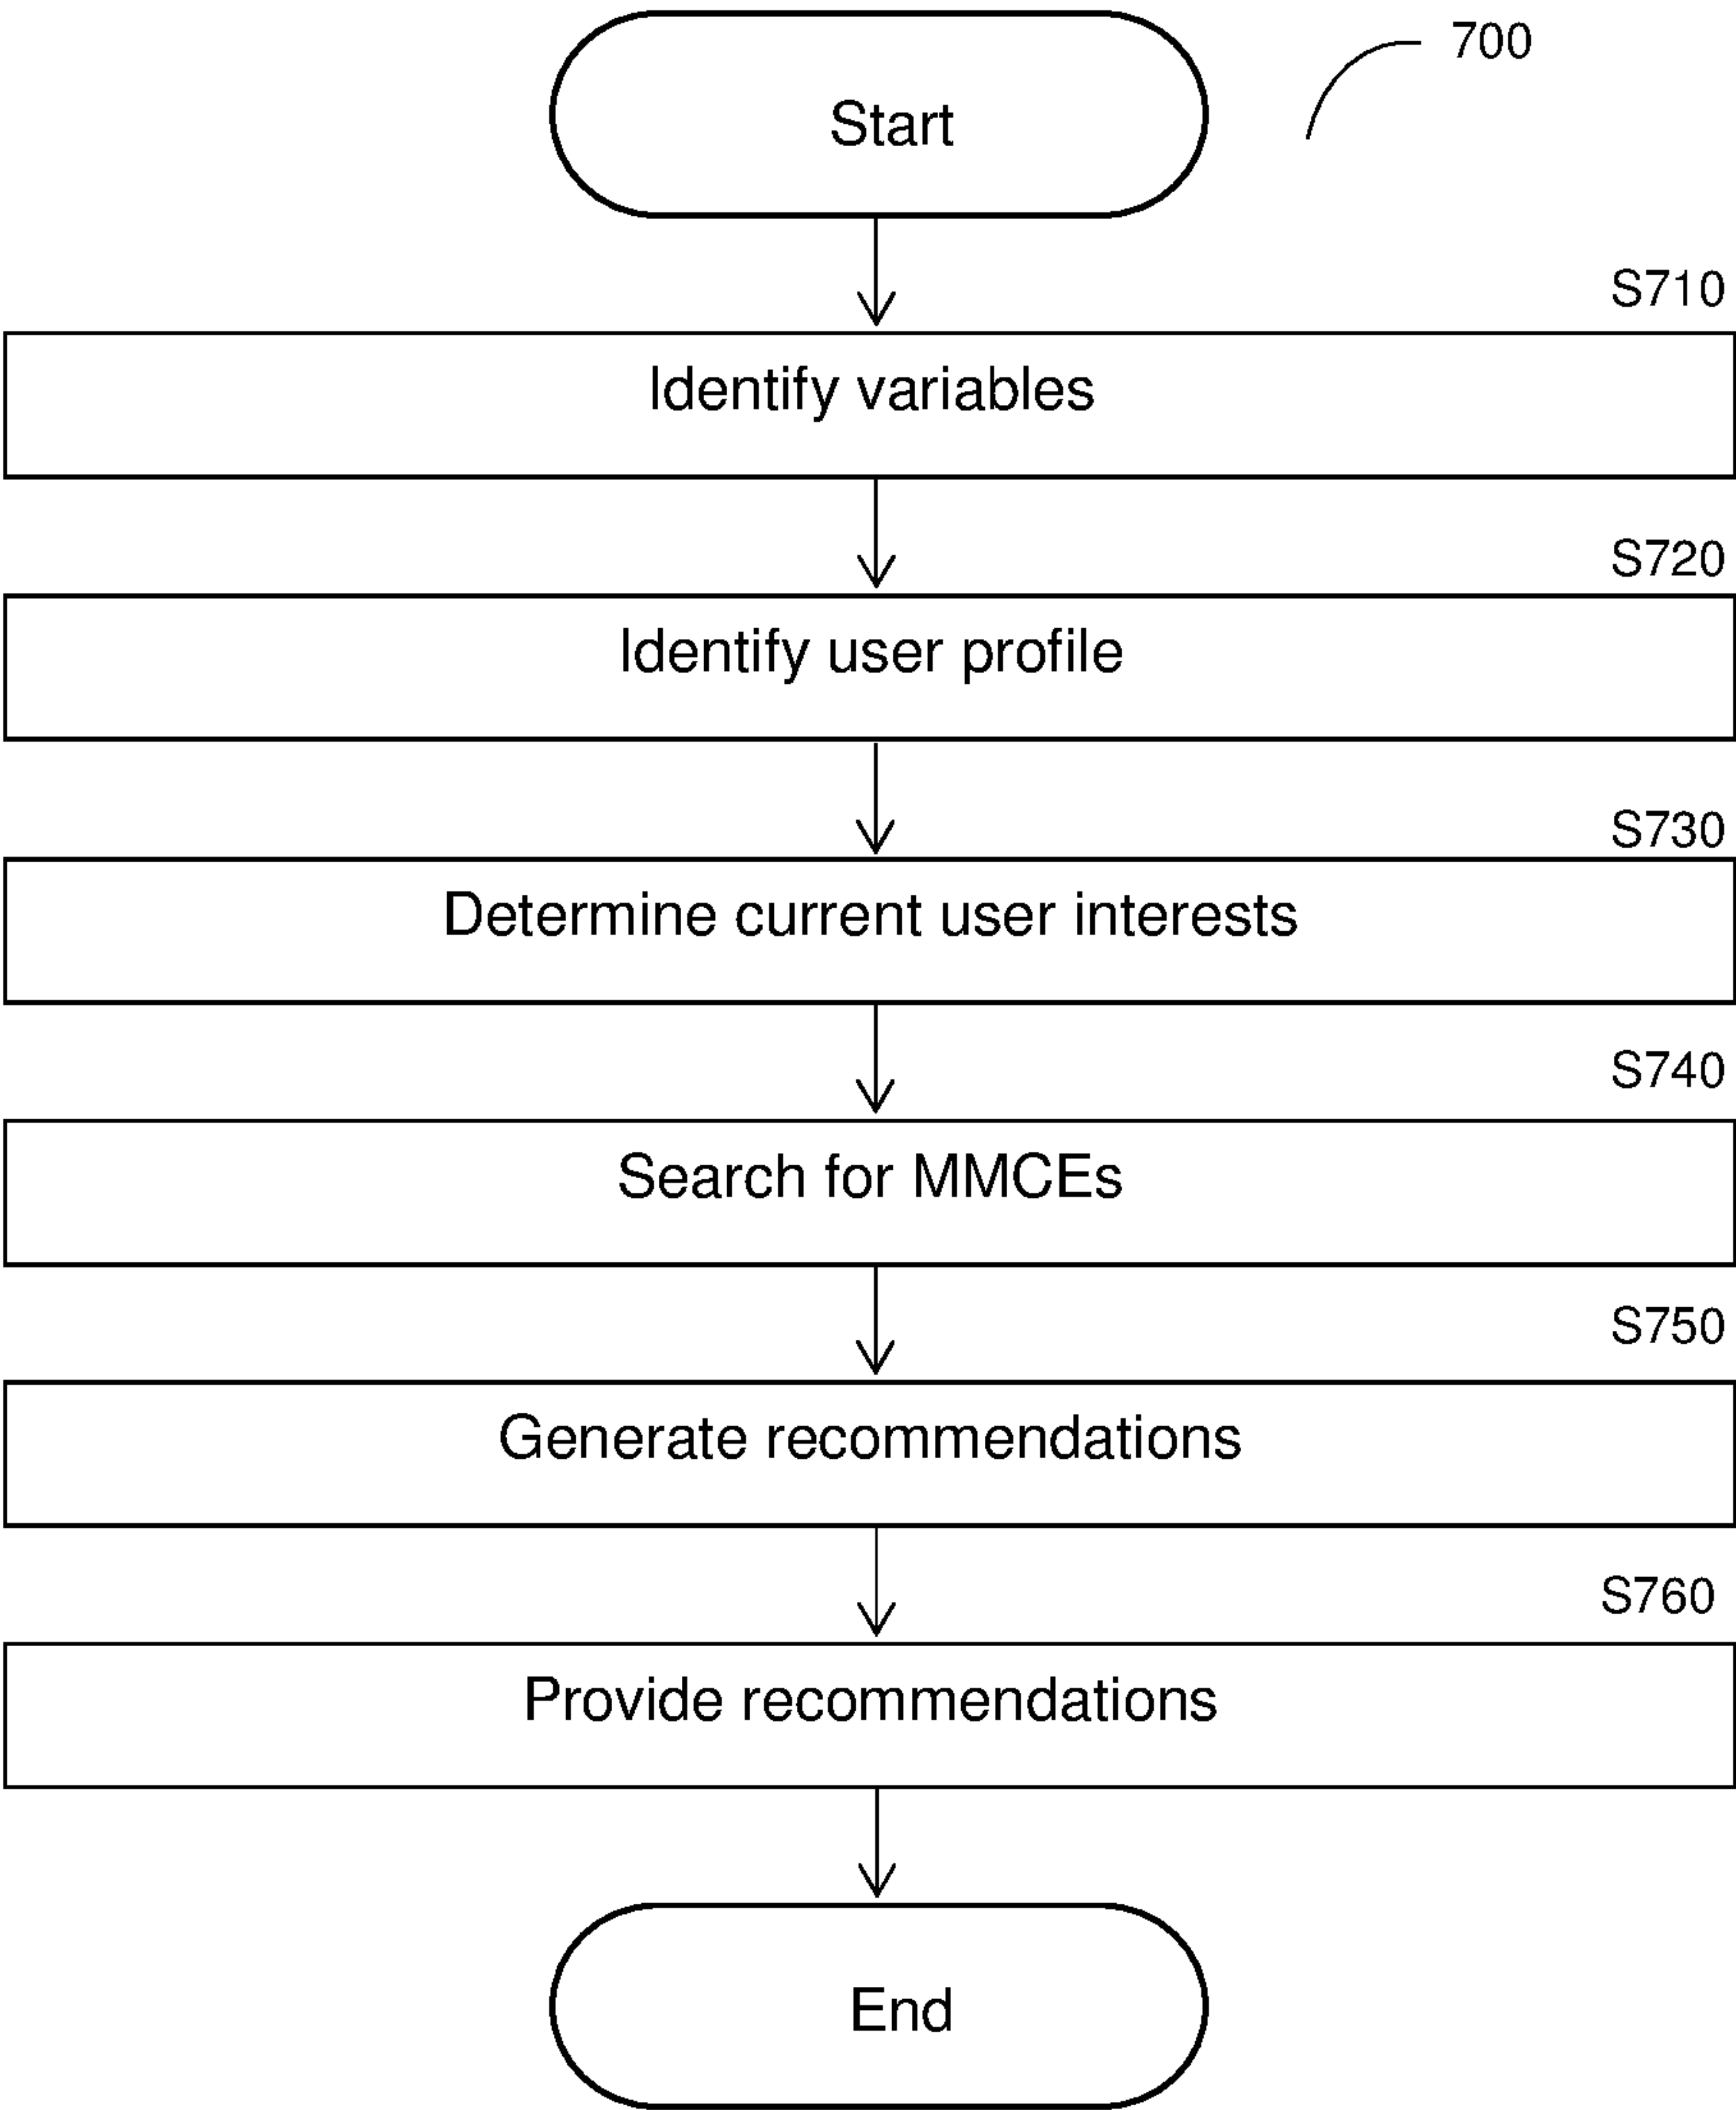 700
Start
S710
Identify variables
S720
Identify user profile
S730
Determine current user interests
S740
Search for MMCEs
S750
Generate recommendations
S760
Provide recommendations
End